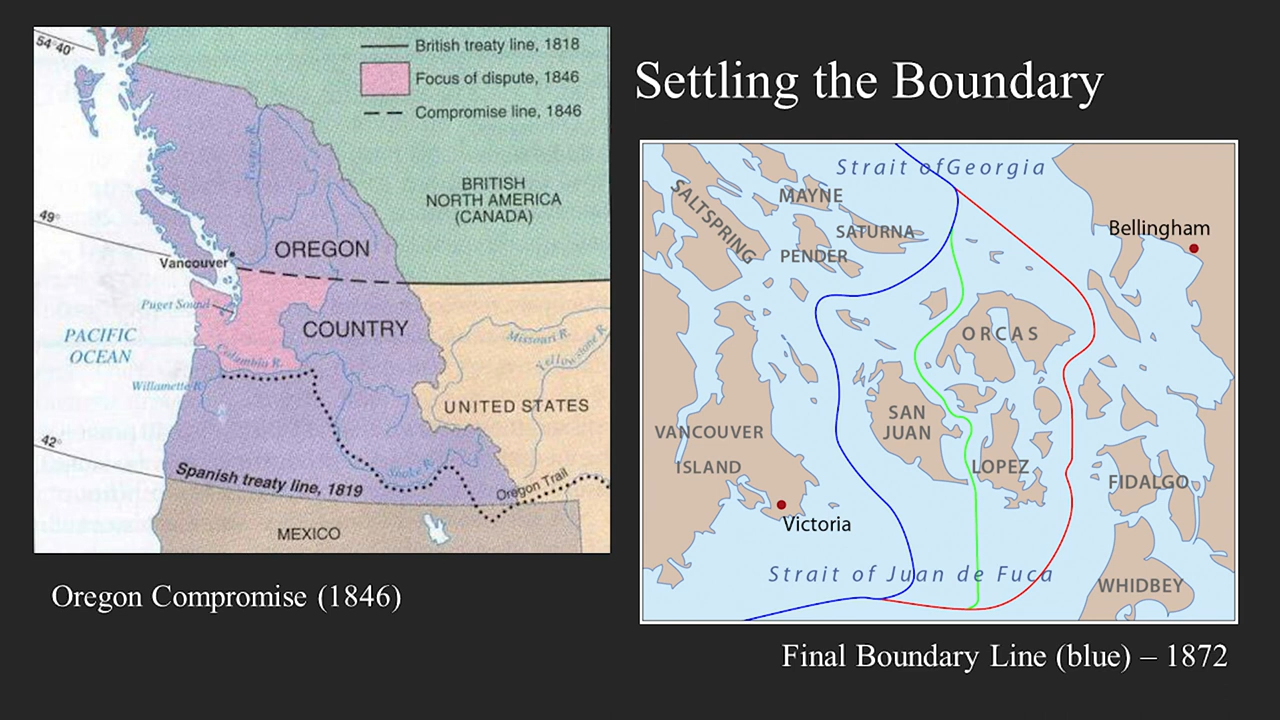 Settling the Boundary
54°40'
British treaty line, 1818
Focus of dispute, 1846
Compromise line, 1846
BRITISH
NORTH AMERICA
(CANADA)
Fraser R.
49°
OREGON
Vancouver
Puget Sound
COUNTRY
PACIFIC
OCEAN
Missouri R.
Yellowstone R.
Columbia R.
Willamette R.
UNITED STATES
42°
Snake R.
Spanish treaty line, 1819
Oregon Trail
MEXICO
Oregon Compromise (1846)
Strait of Georgia
SALTSPRING
MAYNE
SATURNA
PENDER
Bellingham
ORCAS
SAN
JUAN
VANCOUVER
ISLAND
LOPEZ
FIDALGO
Victoria
Strait of Juan de Fuca
WHIDBEY
Final Boundary Line (blue) – 1872